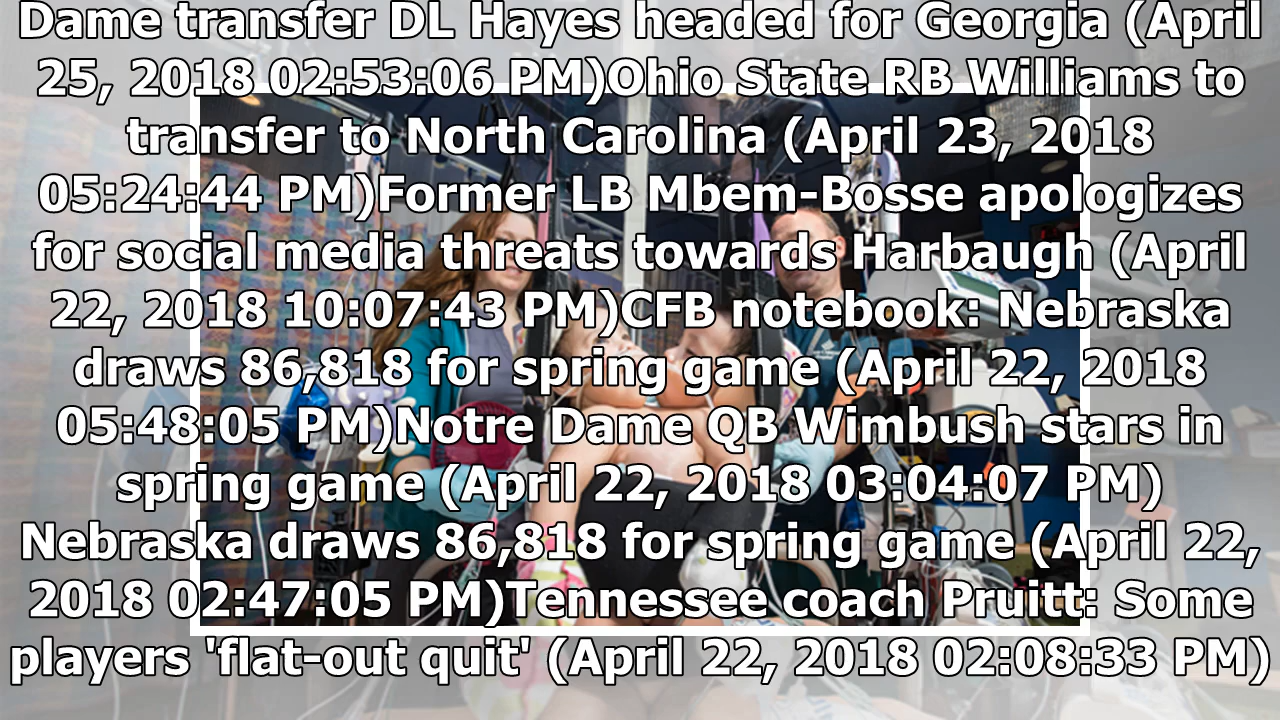 Dame transfer DL Hayes headed for Georgia (April
25, 2018 02:53:06 PM)Ohio State RB Williams to
transfer to North Carolina (April 23, 2018
05:24:44 PM)Former LB Mbem-Bosse apologizes
for social media threats towards Harbaugh (April
22, 2018 10:07:43 PM)CFB notebook: Nebraska
draws 86,818 for spring game (April 22, 2018
05:48:05 PM)Notre Dame QB Wimbush stars in
spring game (April 22, 2018 03:04:07 PM)
Nebraska draws 86,818 for spring game (April 22,
2018 02:47:05 PM)Tennessee coach Pruitt: Some
players 'flat-out quit' (April 22, 2018 02:08:33 PM)